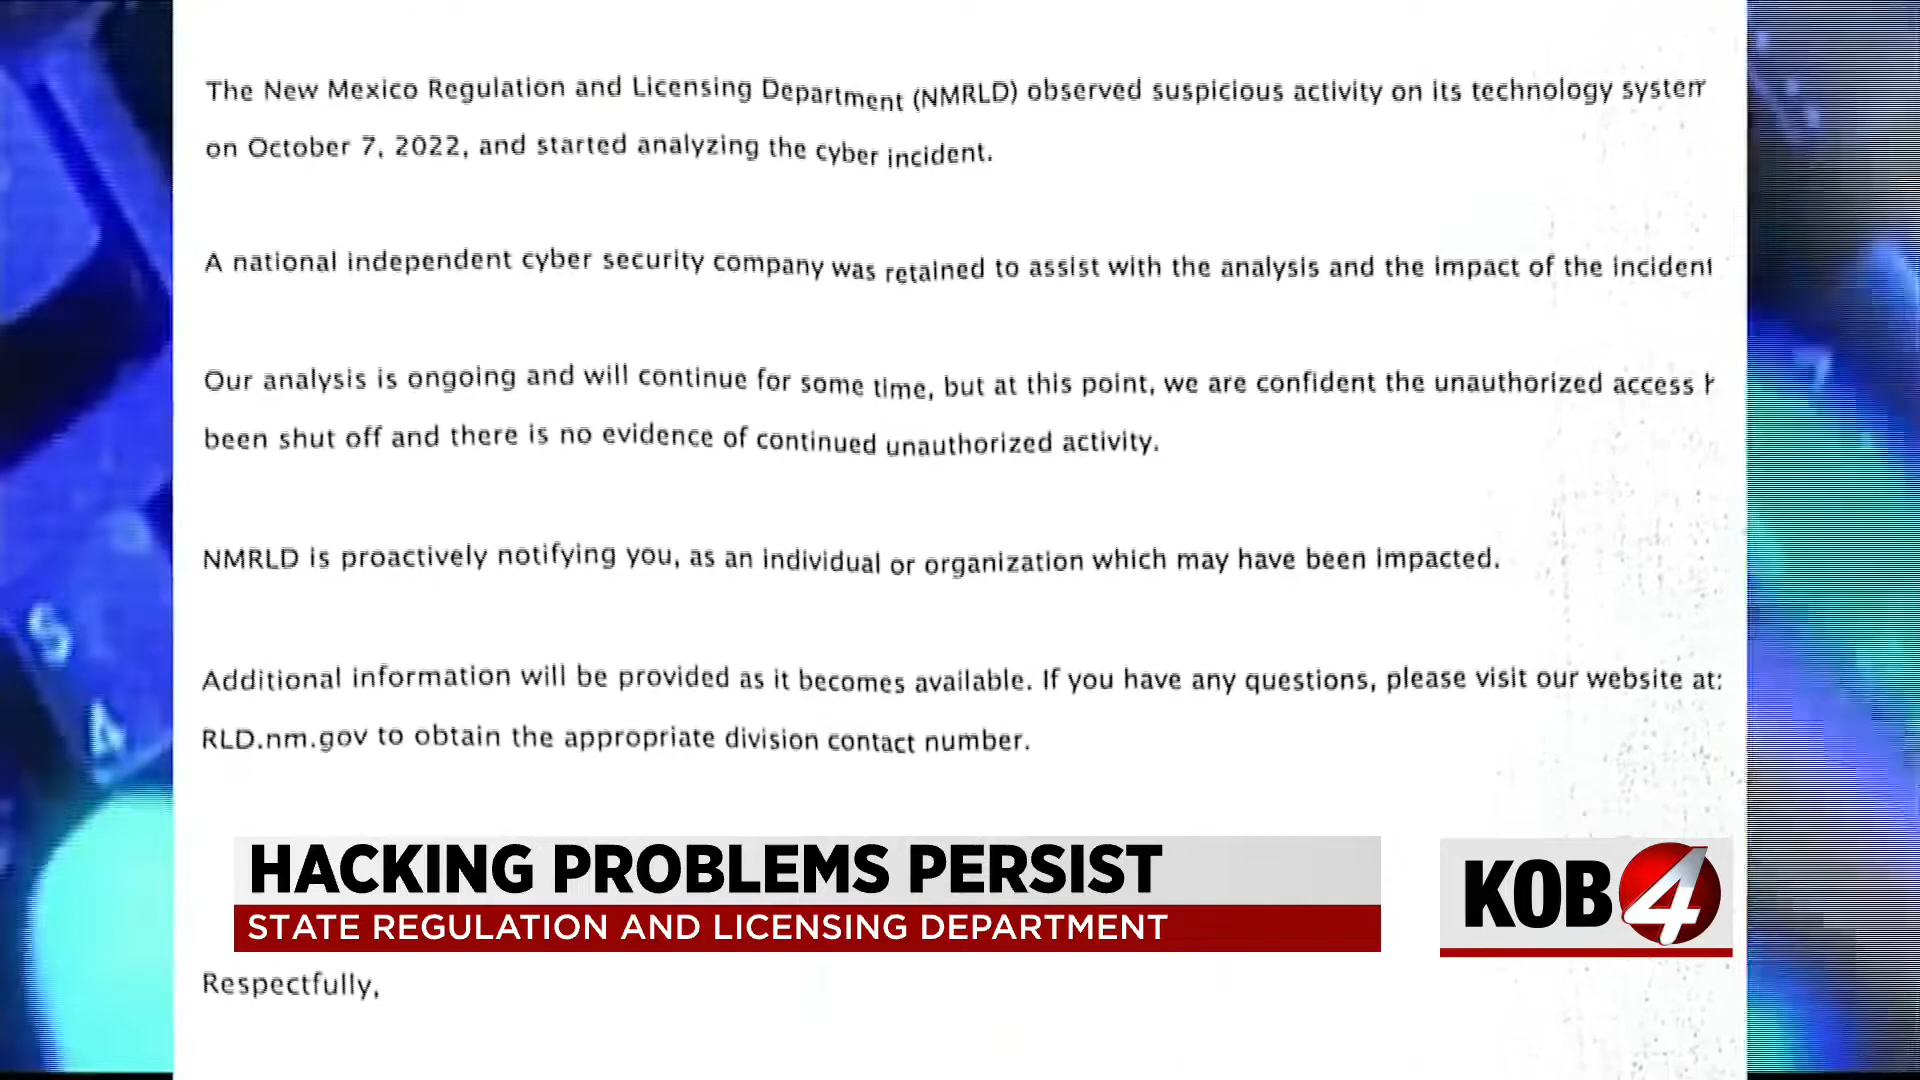 The New Mexico Regulation and Licensing Department (NMRLD) observed suspicious activity on its technology
on October 7, 2022, and started analyzing the cyber incident.
A national independent cyber security company was retained to assist with the analysis and the impact of the incident
Our analysis is ongoing and will continue for some time, but at this point, we are confident the unauthorized access
been shut off and there is no evidence of continued unauthorized activity.
NMRLD is proactively notifying you, as an individual or organization which may have been impacted.
Additional information will be provided as it becomes available. If you have any questions, please visit our website at:
RLD.nm.gov to obtain the appropriate division contact number.
HACKING PROBLEMS PERSIST
STATE REGULATION AND LICENSING DEPARTMENT
KOB 4
Respectfully,
5
4